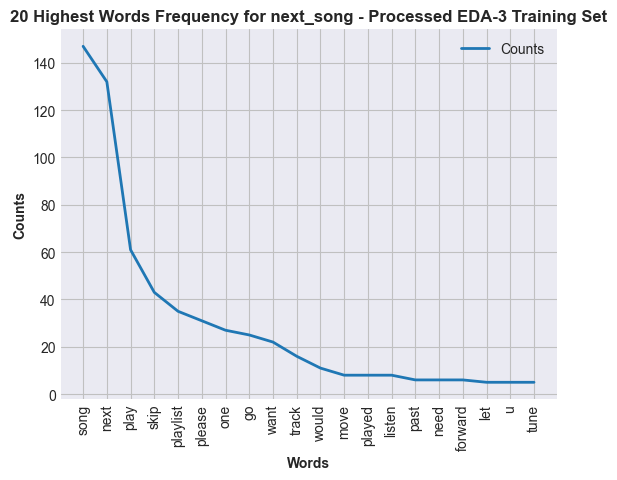 20 Highest Words Frequency for next_song - Processed EDA-3 Training Set
Counts
140
120
100
80
60
40
20
0
Counts
song
next
play
skip
playlist
please
one
go
want
track
would
move
played
listen
past
need
forward
let
u
tune
Words